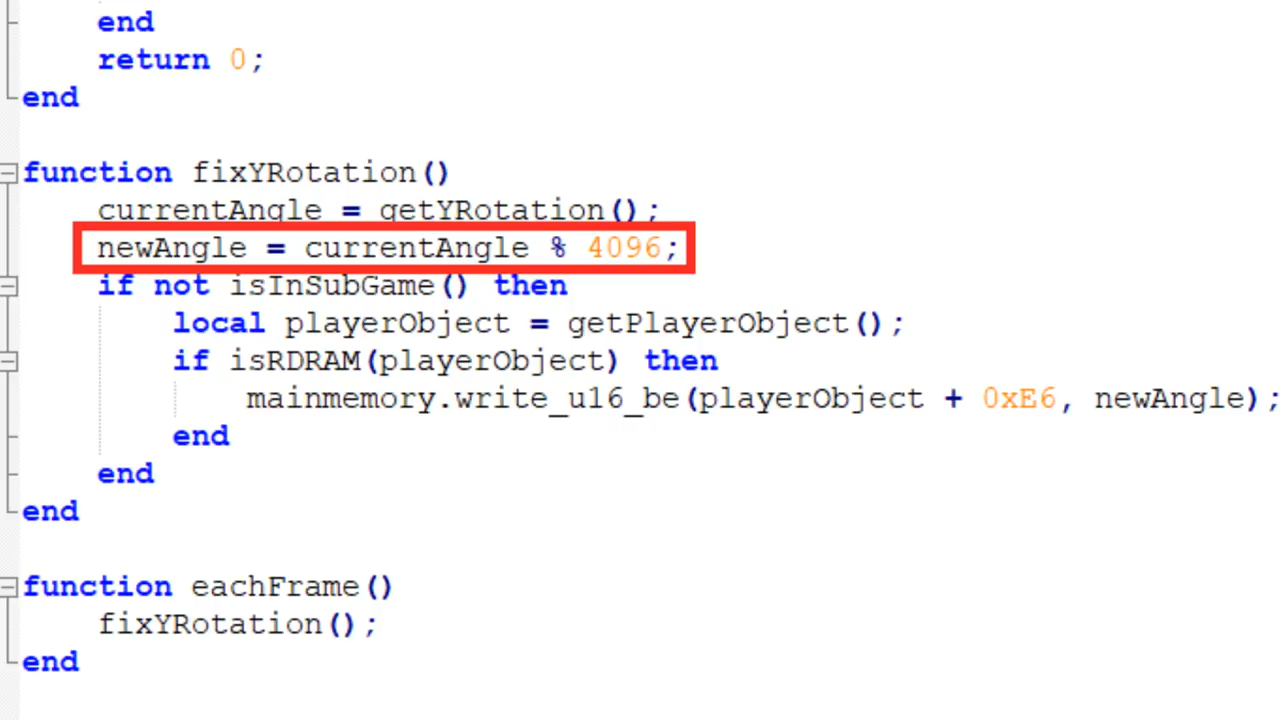 end
return 0;
end
function fixYRotation()
currentAngle = getYRotation();
newAngle = currentAngle % 4096;
if not isInSubGame() then
local playerObject = getPlayerObject();
if isRDRAM(playerObject) then
mainmemory.write_u16_be(playerObject + 0xE6, newAngle);
end
end
end
function eachFrame()
fixYRotation();
end